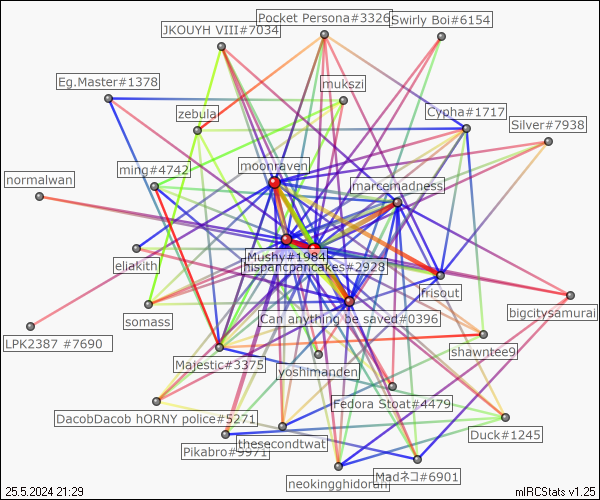 Pocket Persona#3326
Swirly Boi#6154
JKOUYH VIII#7034
Eg.Master#1378
mukszi
zebula
Cypha#1717
Silver#7938
moonraven
ming#4742
marcemadness
normalwan
Mushy#1984
eliakith
hispanicpancakes#2928
frisout
bigcitysamurai
somass
Can anything be saved#0396
LPK2387 #7690
shawntee9
Majestic#3375
yoshimanden
Fedora Stoat#4479
DacobDacob hORNY police#5271
Duck#1245
thesecondtwat
Pikabro#9971
Madネコ#6901
neokingghidorah
25.5.2024 21:29
mIRCStats v1.25